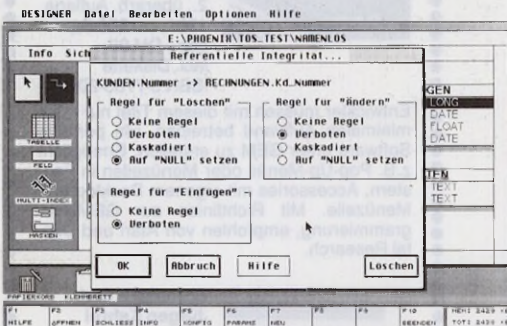 DESIGNER Datei Bearbeiten Optionen Hilfe
E:\PHOENIX\TOS_TEST\NAMENLOS
Info Sich
Referentielle Integrität...
KUNDEN.Nummer -> RECHNUNGEN.Kd_Nummer
Regel für "Löschen"
Keine Regel
Verboten
Kaskadiert
Auf "NULL" setzen
Regel für "Ändern"
Keine Regel
Verboten
Kaskadiert
Auf "NULL" setzen
Regel für "Einfügen"
Keine Regel
Verboten
OK Abbruch Hilfe Löschen
TABELLE
FELD
MULTI-INDEX
MASKEN
GEN
LONG
DATE
FLOAT
DATE
TEN
TEXT
TEXT
PAPIERKORB KLEMMBRETT
F1 F2 F3 F4 F5 F6 F7 F8 F9 F10
HILFE ÖFFNEN SCHLIESS INFO KONFIG PARAMS NEU BEENDEN